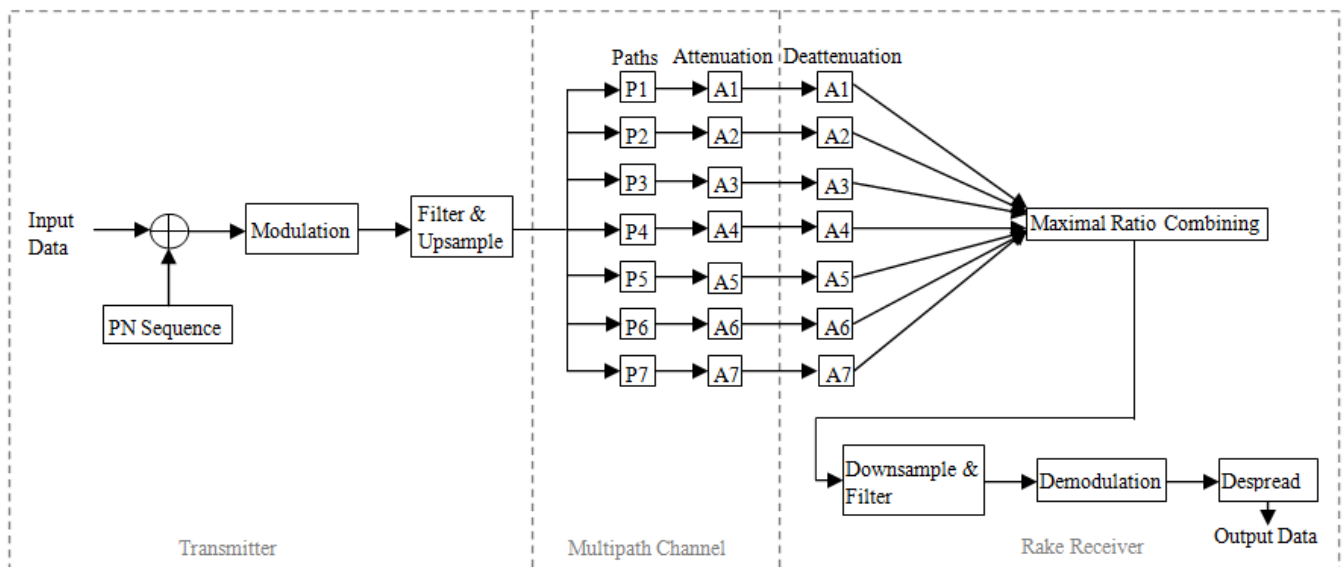 Paths Attenuation Deattenuation
P1 A1 A1
P2 A2 A2
P3 A3 A3
Input
Data
Modulation
Filter &
Upsample
P4 A4 A4
Maximal Ratio Combining
P5 A5 A5
PN Sequence
P6 A6 A6
P7 A7 A7
Downsample &
Filter
Demodulation
Despread
Output Data
Transmitter
Multipath Channel
Rake Receiver